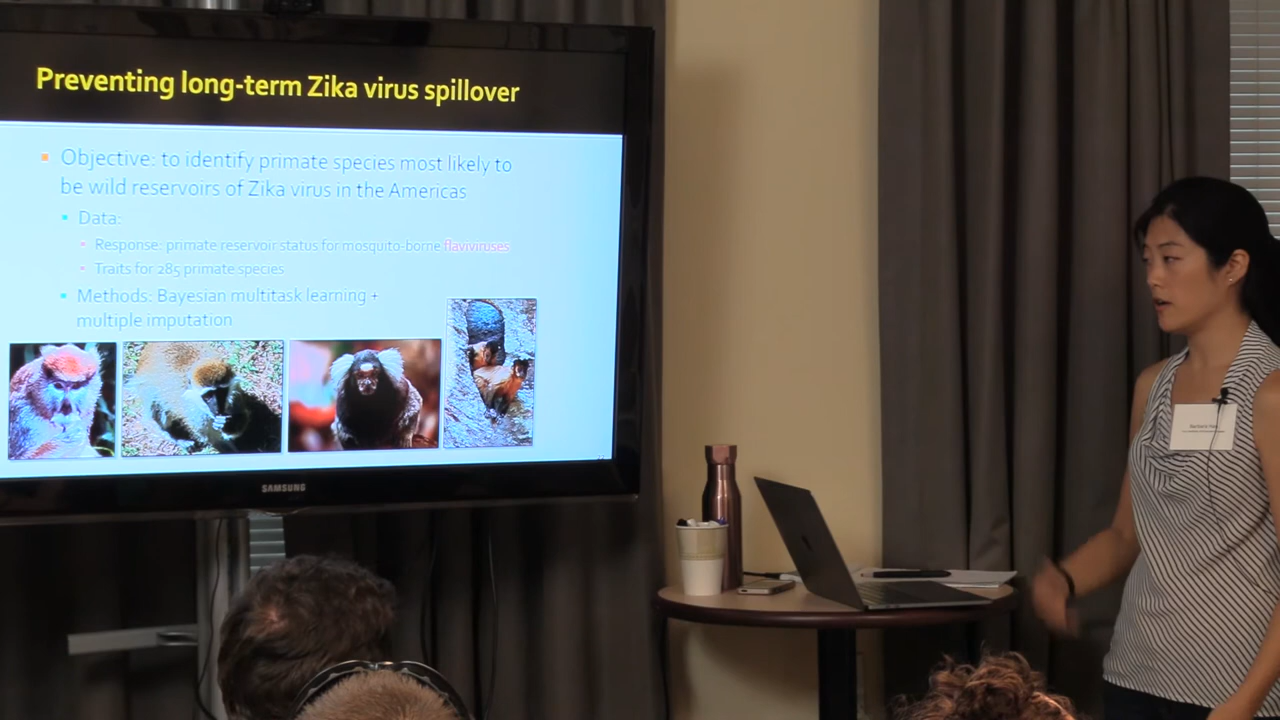 Preventing long-term Zika virus spillover
Objective: to identify primate species most likely to
be wild reservoirs of Zika virus in the Americas
Data:
Response: primate reservoir status for mosquito-borne flaviviruses
Traits for 285 primate species
Methods: Bayesian multitask learning +
multiple imputation
SAMSUNG